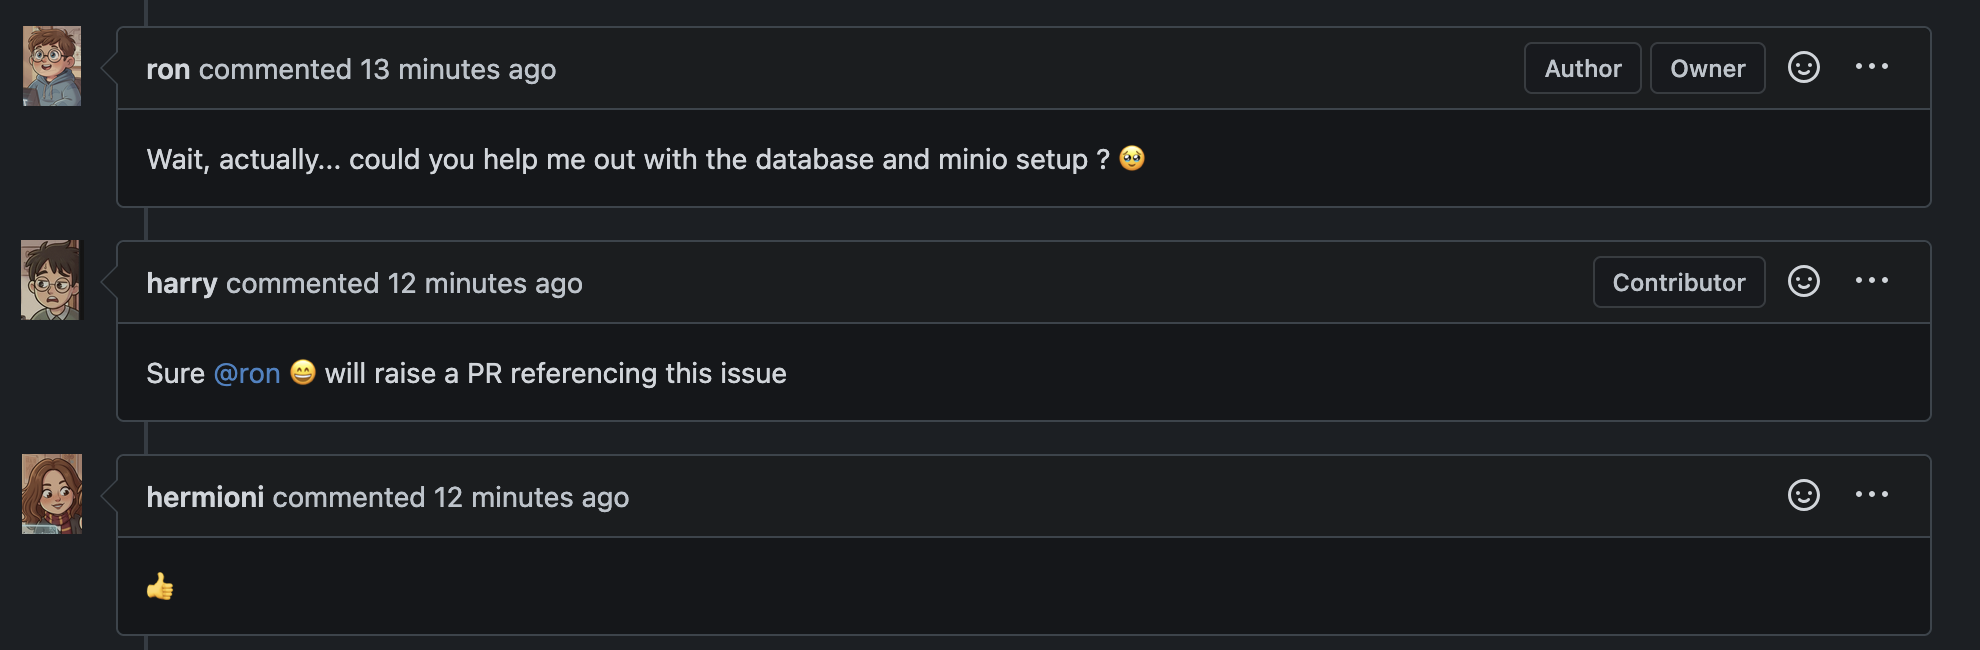 ron commented 13 minutes ago Author Owner
Wait, actually... could you help me out with the database and minio setup ? 🥹
harry commented 12 minutes ago Contributor
Sure @ron 😄 will raise a PR referencing this issue
hermioni commented 12 minutes ago
👍